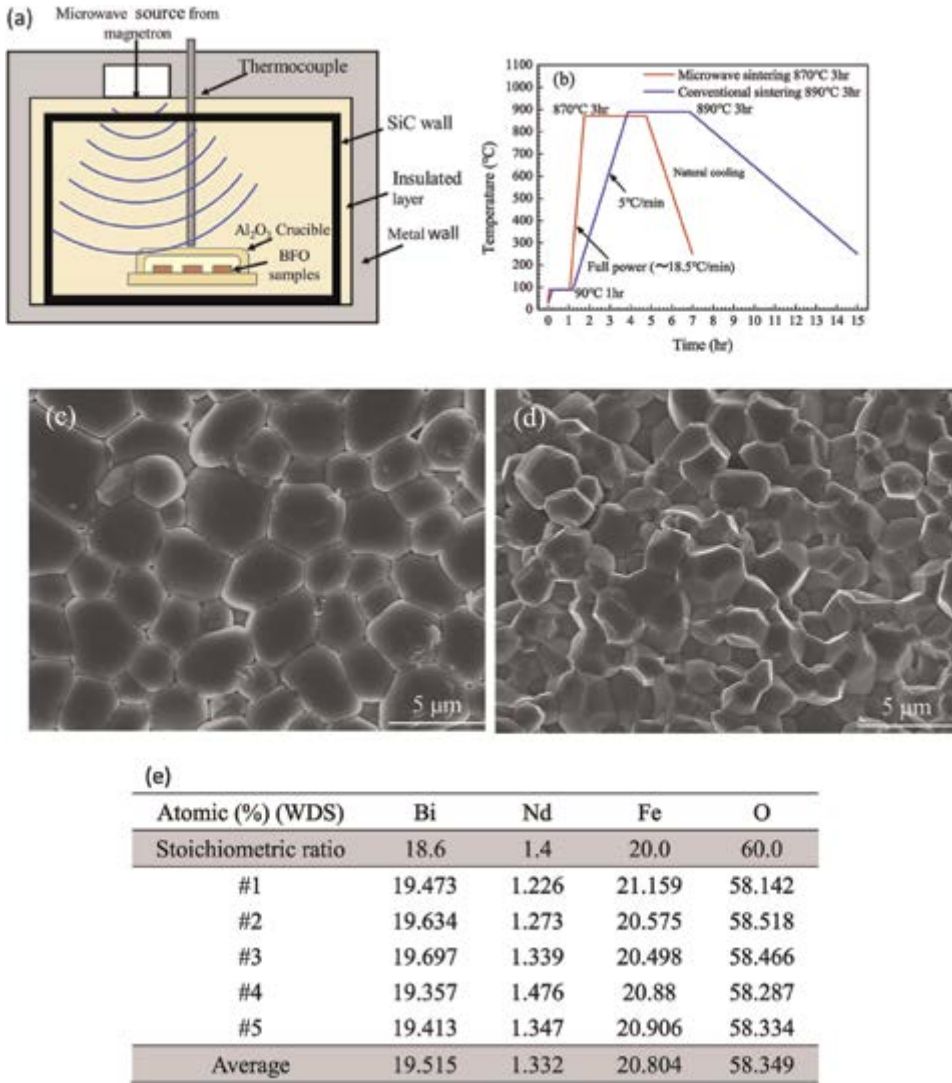 (a)
Microwave source from
magnetron
Thermocouple
SiC wall
Insulated
layer
Al₂O₃ Crucible
Metal wall
BFO
samples
(b)
Microwave sintering 870°C 3hr
Conventional sintering 890°C 3hr
870°C 3hr
890°C 3hr
Natural cooling
5°C/min
Full power (~18.5°C/min)
90°C 1hr
Temperature (°C)
1100
1000
900
800
700
600
500
400
300
200
100
0
0 1 2 3 4 5 6 7 8 9 10 11 12 13 14 15
Time (hr)
(c)
5 μm
(d)
5 μm
(e)
Atomic (%) (WDS) Bi Nd Fe O
Stoichiometric ratio 18.6 1.4 20.0 60.0
#1 19.473 1.226 21.159 58.142
#2 19.634 1.273 20.575 58.518
#3 19.697 1.339 20.498 58.466
#4 19.357 1.476 20.88 58.287
#5 19.413 1.347 20.906 58.334
Average 19.515 1.332 20.804 58.349